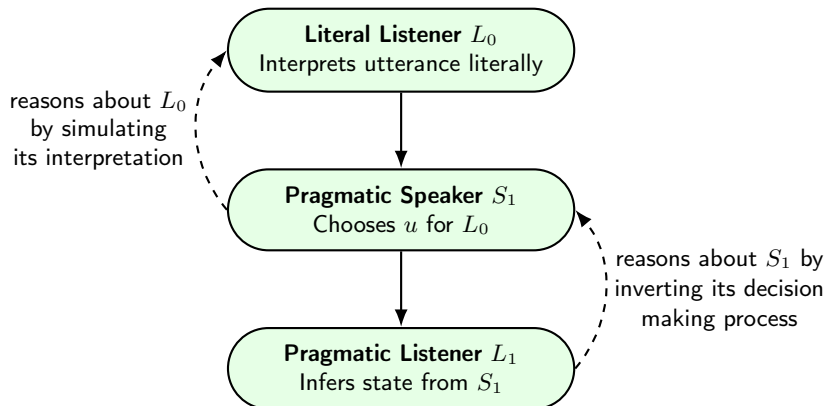 Literal Listener L₀
Interprets utterance literally
reasons about L₀
by simulating
its interpretation
Pragmatic Speaker S₁
Chooses u for L₀
reasons about S₁ by
inverting its decision
making process
Pragmatic Listener L₁
Infers state from S₁